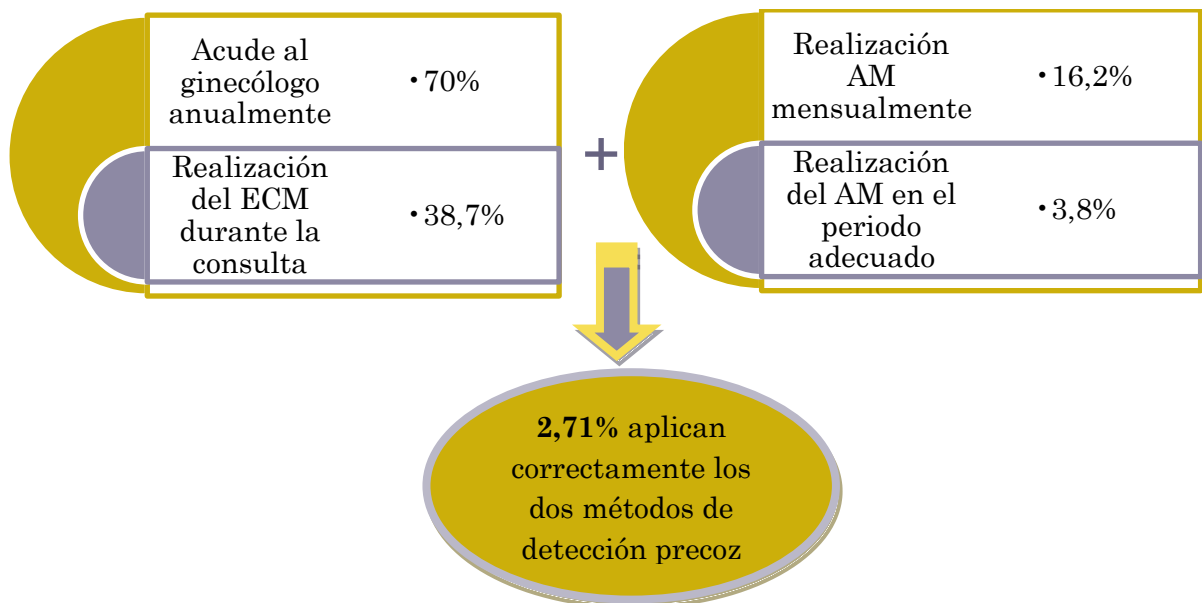 Acude al
ginecólogo
anualmente
• 70%
Realización
del ECM
durante la
consulta
• 38,7%
+
Realización
AM
mensualmente
• 16,2%
Realización
del AM en el
periodo
adecuado
• 3,8%
2,71% aplican
correctamente los
dos métodos de
detección precoz